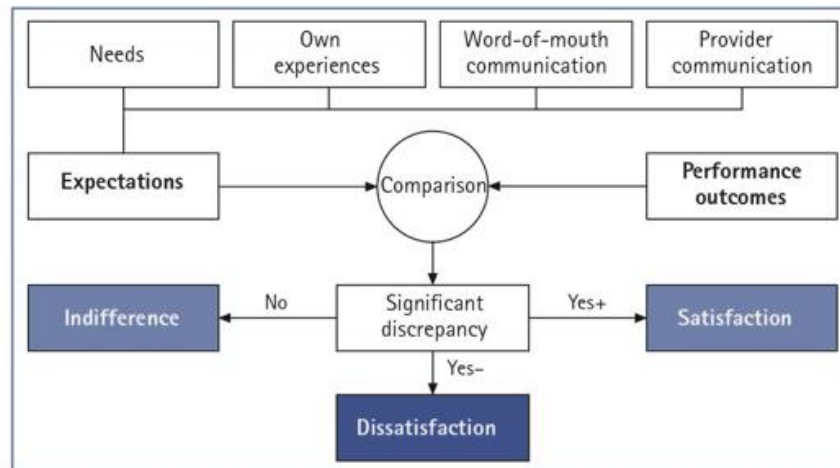 Needs
Own
experiences
Word-of-mouth
communication
Provider
communication
Expectations
Comparison
Performance
outcomes
Indifference
No
Significant
discrepancy
Yes+
Satisfaction
Yes–
Dissatisfaction